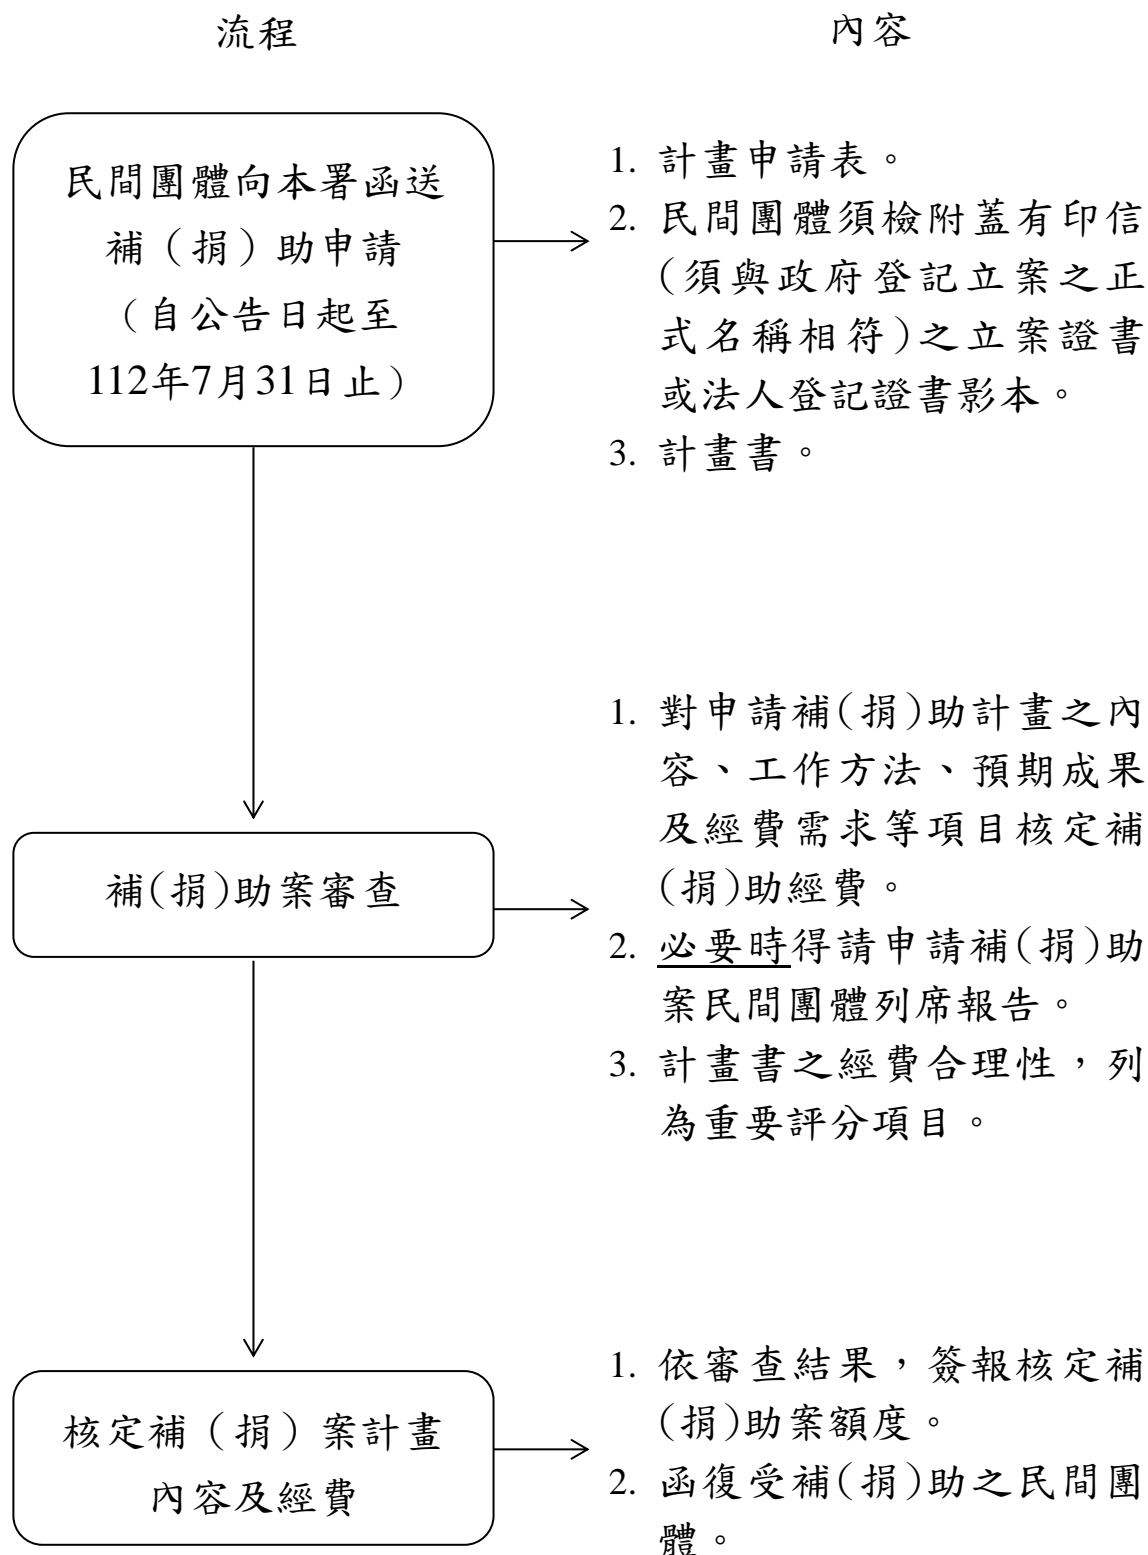 流程
內容
民間團體向本署函送
補（捐）助申請
（自公告日起至
112年7月31日止）
1. 計畫申請表。
2. 民間團體須檢附蓋有印信
(須與政府登記立案之正
式名稱相符)之立案證書
或法人登記證書影本。
3. 計畫書。
補(捐)助案審查
1. 對申請補(捐)助計畫之內
容、工作方法、預期成果
及經費需求等項目核定補
(捐)助經費。
2. 必要時得請申請補(捐)助
案民間團體列席報告。
3. 計畫書之經費合理性，列
為重要評分項目。
核定補（捐）案計畫
內容及經費
1. 依審查結果，簽報核定補
(捐)助案額度。
2. 函復受補(捐)助之民間團
體。